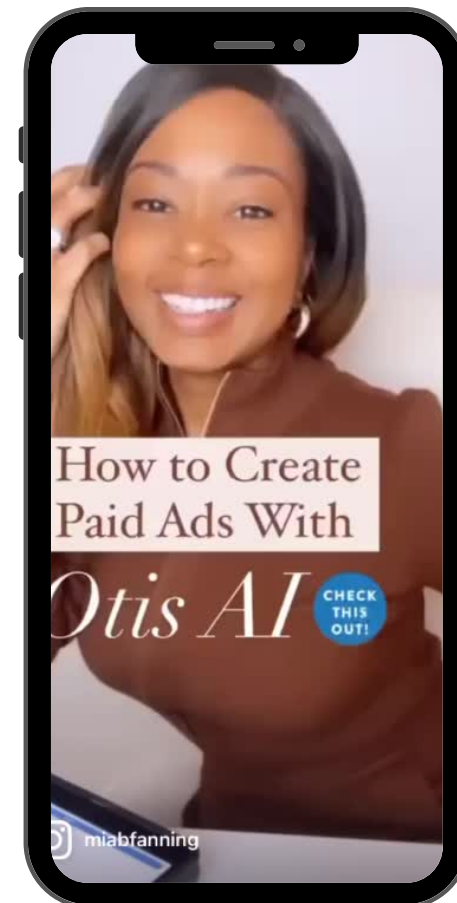 How to Create
Paid Ads With
Otis AI
CHECK
THIS
OUT!
miabfanning